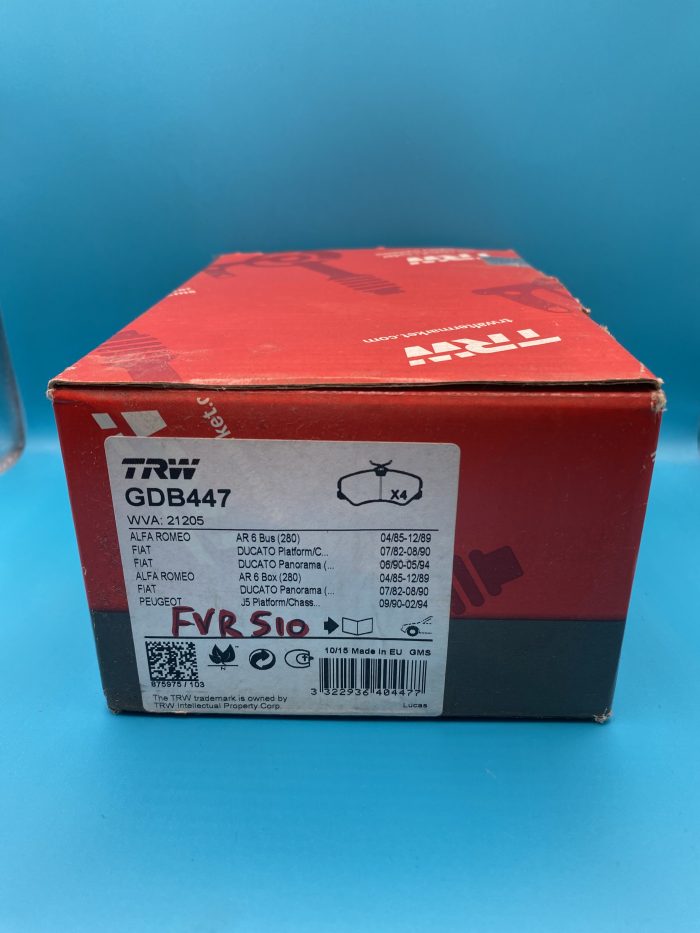 TRW
trwaftermarket.com
ket.r
TRW
GDB447
X4
WVA: 21205
ALFA ROMEO AR 6 Bus (280) 04/85-12/89
FIAT DUCATO Platform/C... 07/82-08/90
FIAT DUCATO Panorama (... 06/90-05/94
ALFA ROMEO AR 6 Box (280) 04/85-12/89
FIAT DUCATO Panorama (... 07/82-08/90
PEUGEOT J5 Platform/Chass... 09/90-02/94
FVR510
10/15 Made in EU GMS
875975 / 103
3 322936 404477
The TRW trademark is owned by
TRW Intellectual Property Corp.
Lucas